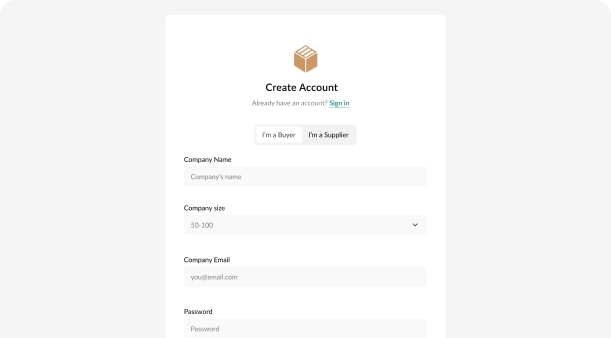 Create Account
Already have an account? Sign in
I'm a Buyer I'm a Supplier
Company Name
Company's name
Company size
50-100
Company Email
you@email.com
Password
Password